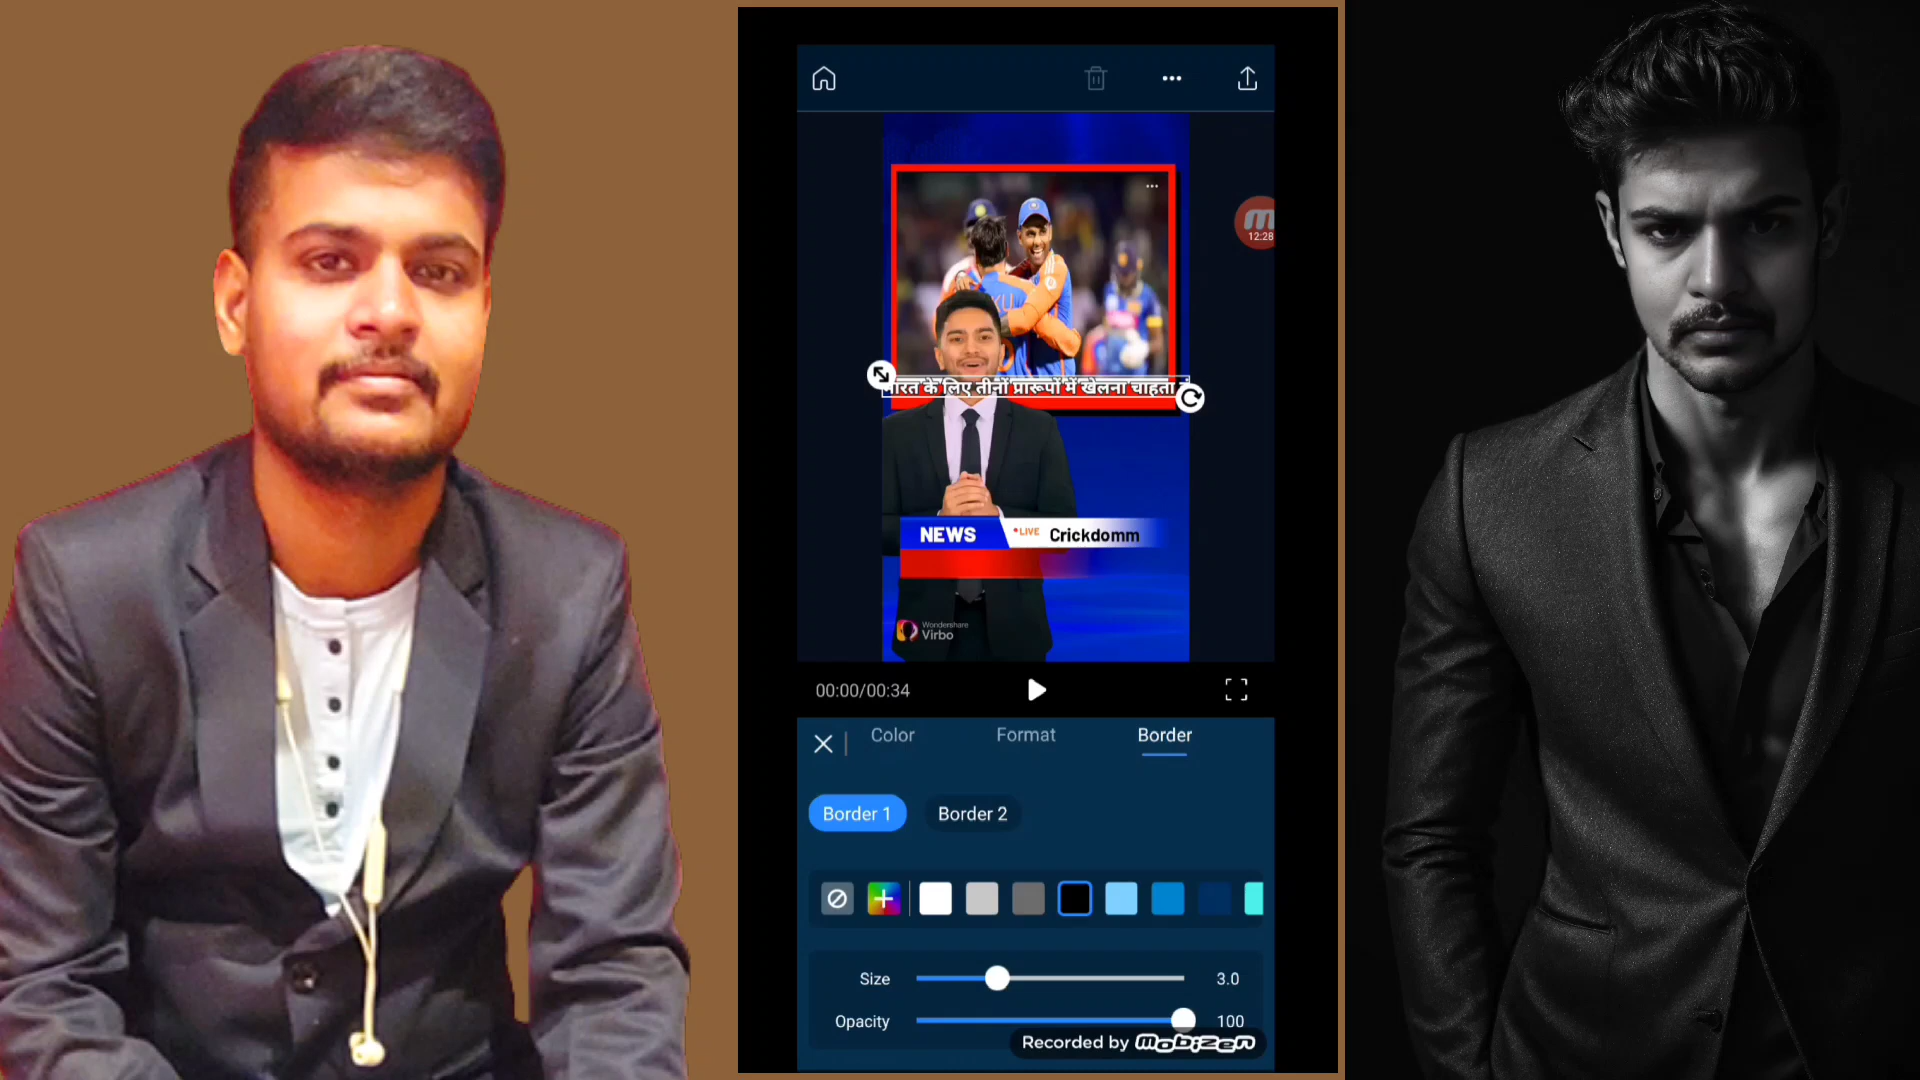 12:28
भारत के लिए तीनों प्रारूपों में खेलना चाहता
NEWS
LIVE
Crickdomm
Wondershare
Virbo
00:00/00:34
Color
Format
Border
Border 1
Border 2
Size
3.0
Opacity
100
Recorded by Mobizen